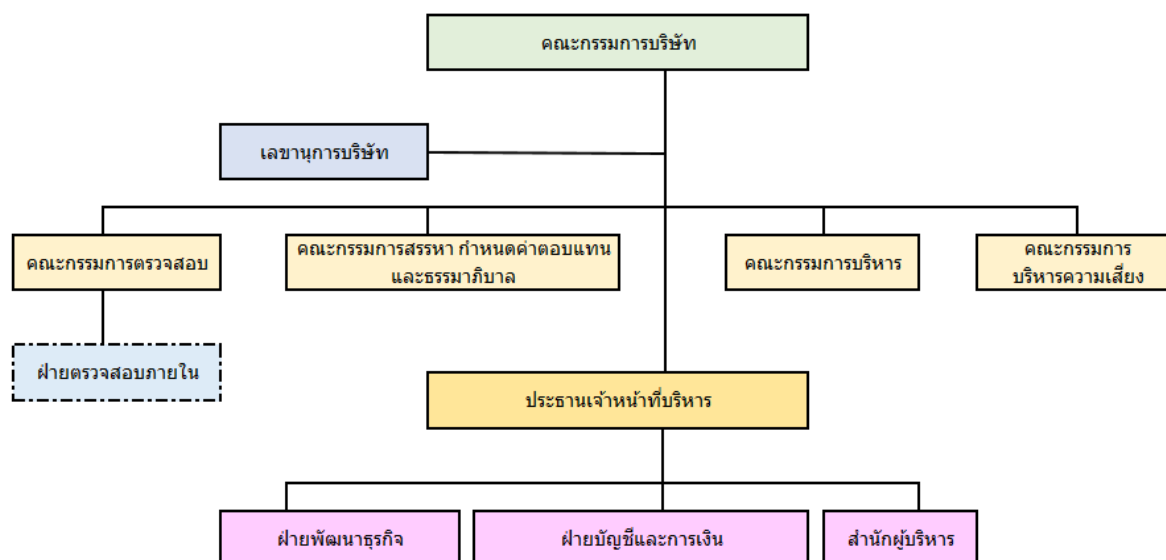 คณะกรรมการบริษัท
เลขานุการบริษัท
คณะกรรมการตรวจสอบ
คณะกรรมการสรรหา กำหนดค่าตอบแทน
และธรรมาภิบาล
คณะกรรมการบริหาร
คณะกรรมการ
บริหารความเสี่ยง
ฝ่ายตรวจสอบภายใน
ประธานเจ้าหน้าที่บริหาร
ฝ่ายพัฒนาธุรกิจ
ฝ่ายบัญชีและการเงิน
สำนักผู้บริหาร